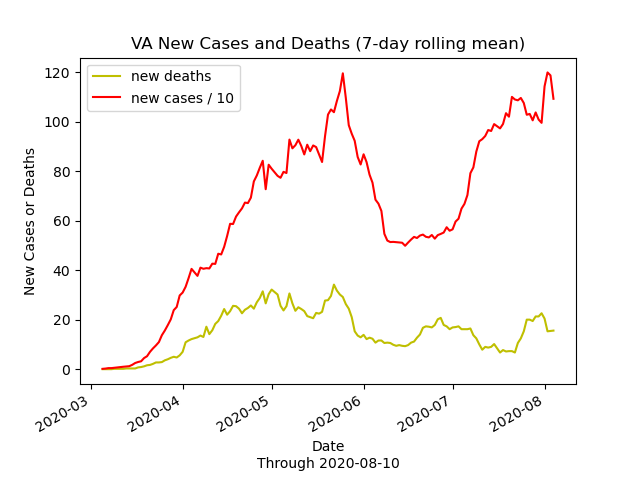 VA New Cases and Deaths (7-day rolling mean)
new deaths
new cases / 10
120
100
80
60
40
20
0
New Cases or Deaths
2020-03
2020-04
2020-05
2020-06
2020-07
2020-08
Date
Through 2020-08-10